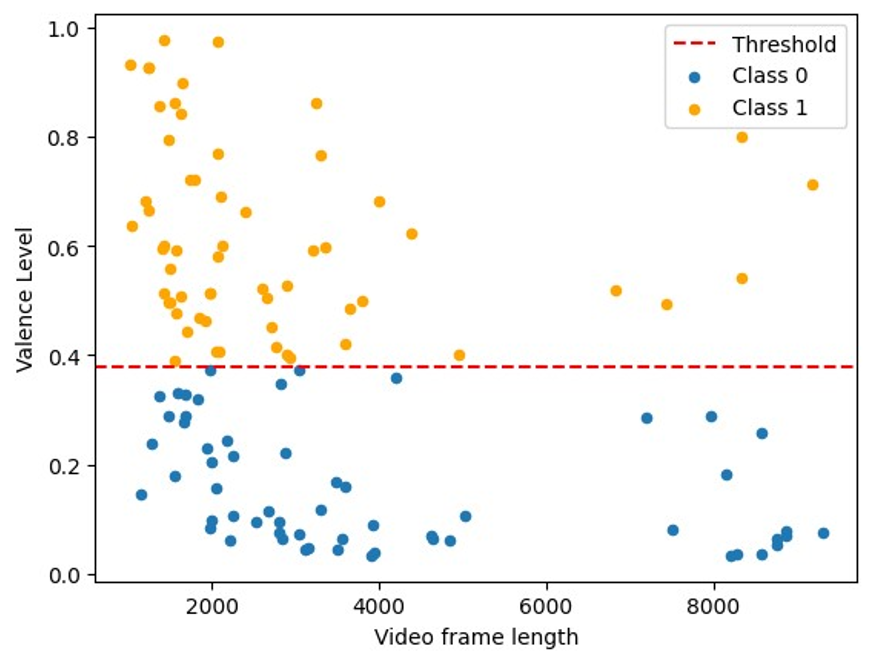 1.0
0.8
0.6
0.4
0.2
0.0
Valence Level
Threshold
Class 0
Class 1
2000 4000 6000 8000
Video frame length